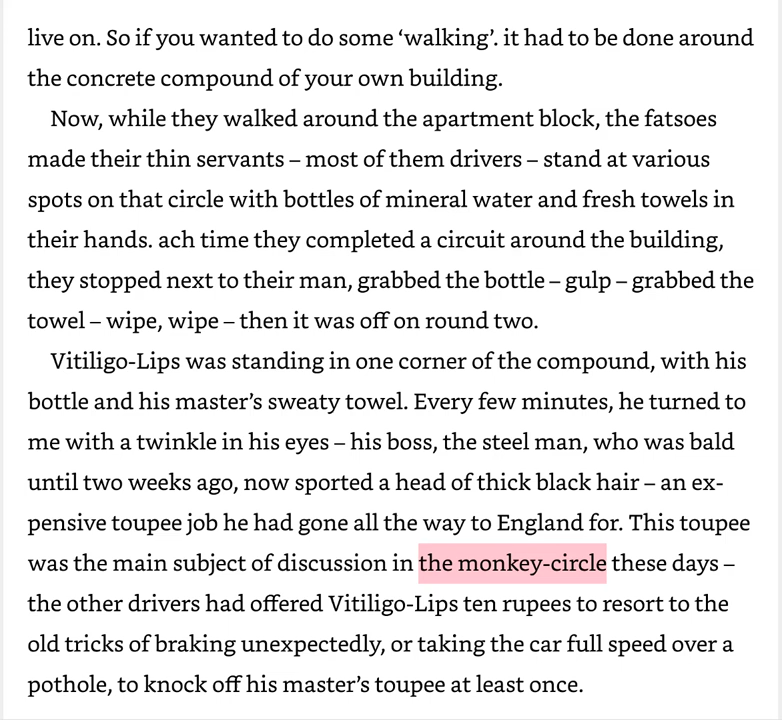 live on. So if you wanted to do some ‘walking’. it had to be done around
the concrete compound of your own building.
Now, while they walked around the apartment block, the fatsoes
made their thin servants – most of them drivers – stand at various
spots on that circle with bottles of mineral water and fresh towels in
their hands. ach time they completed a circuit around the building,
they stopped next to their man, grabbed the bottle – gulp – grabbed the
towel – wipe, wipe – then it was off on round two.
Vitiligo-Lips was standing in one corner of the compound, with his
bottle and his master’s sweaty towel. Every few minutes, he turned to
me with a twinkle in his eyes – his boss, the steel man, who was bald
until two weeks ago, now sported a head of thick black hair – an ex-
pensive toupee job he had gone all the way to England for. This toupee
was the main subject of discussion in the monkey-circle these days –
the other drivers had offered Vitiligo-Lips ten rupees to resort to the
old tricks of braking unexpectedly, or taking the car full speed over a
pothole, to knock off his master’s toupee at least once.